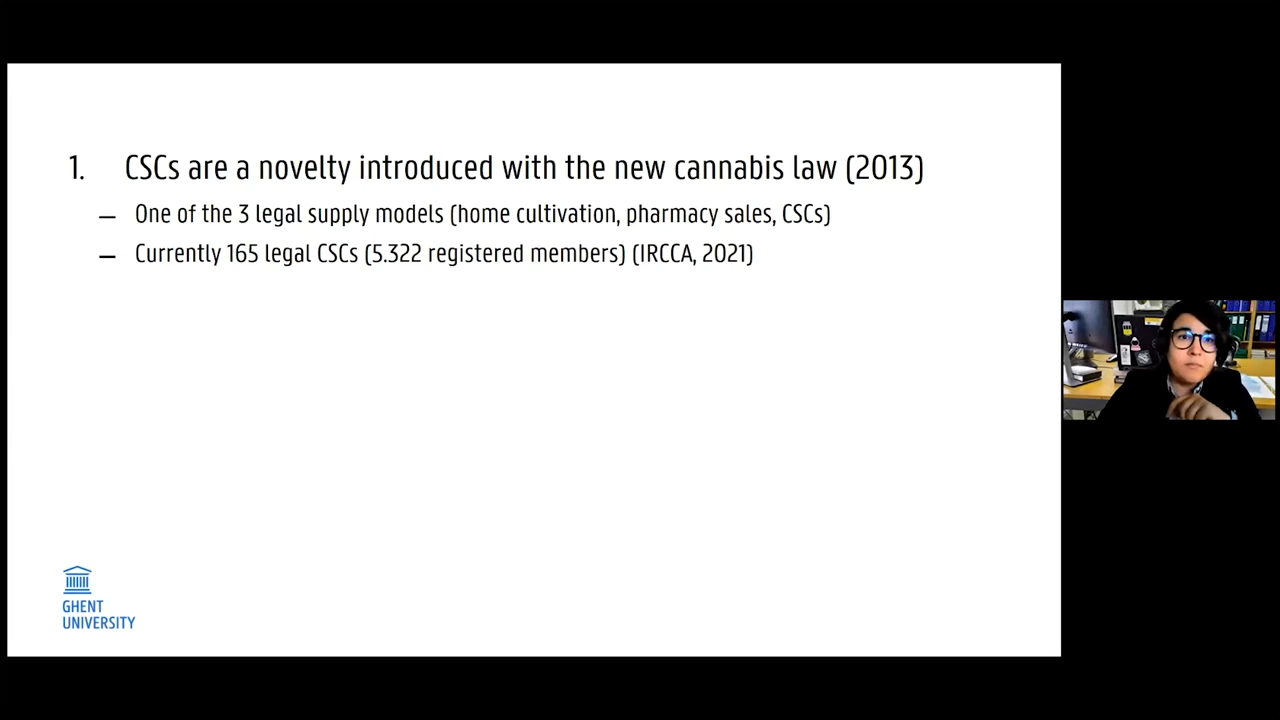 1. CSCs are a novelty introduced with the new cannabis law (2013)
– One of the 3 legal supply models (home cultivation, pharmacy sales, CSCs)
– Currently 165 legal CSCs (5.322 registered members) (IRCCA, 2021)
GHENT
UNIVERSITY